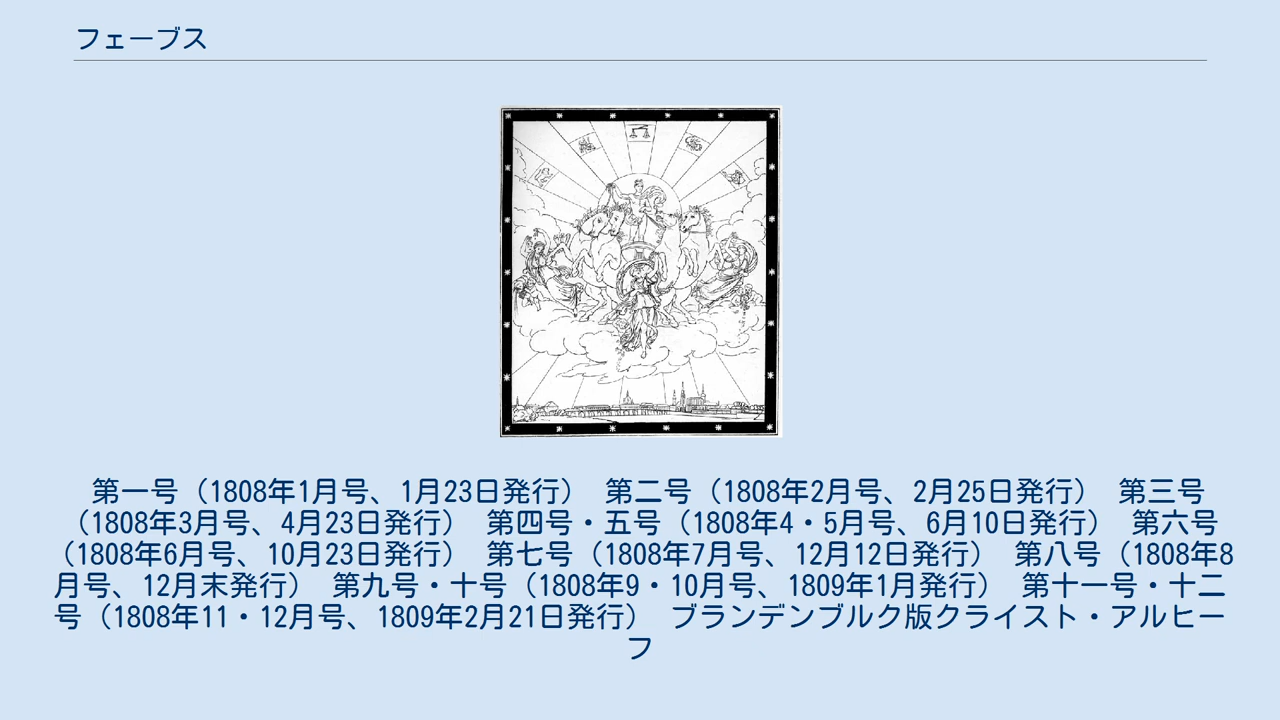 フェーブス
第一号（1808年1月号、1月23日発行） 第二号（1808年2月号、2月25日発行） 第三号
（1808年3月号、4月23日発行） 第四号・五号（1808年4・5月号、6月10日発行） 第六号
（1808年6月号、10月23日発行） 第七号（1808年7月号、12月12日発行） 第八号（1808年8
月号、12月末発行） 第九号・十号（1808年9・10月号、1809年1月発行） 第十一号・十二
号（1808年11・12月号、1809年2月21日発行） ブランデンブルク版クライスト・アルヒー
フ